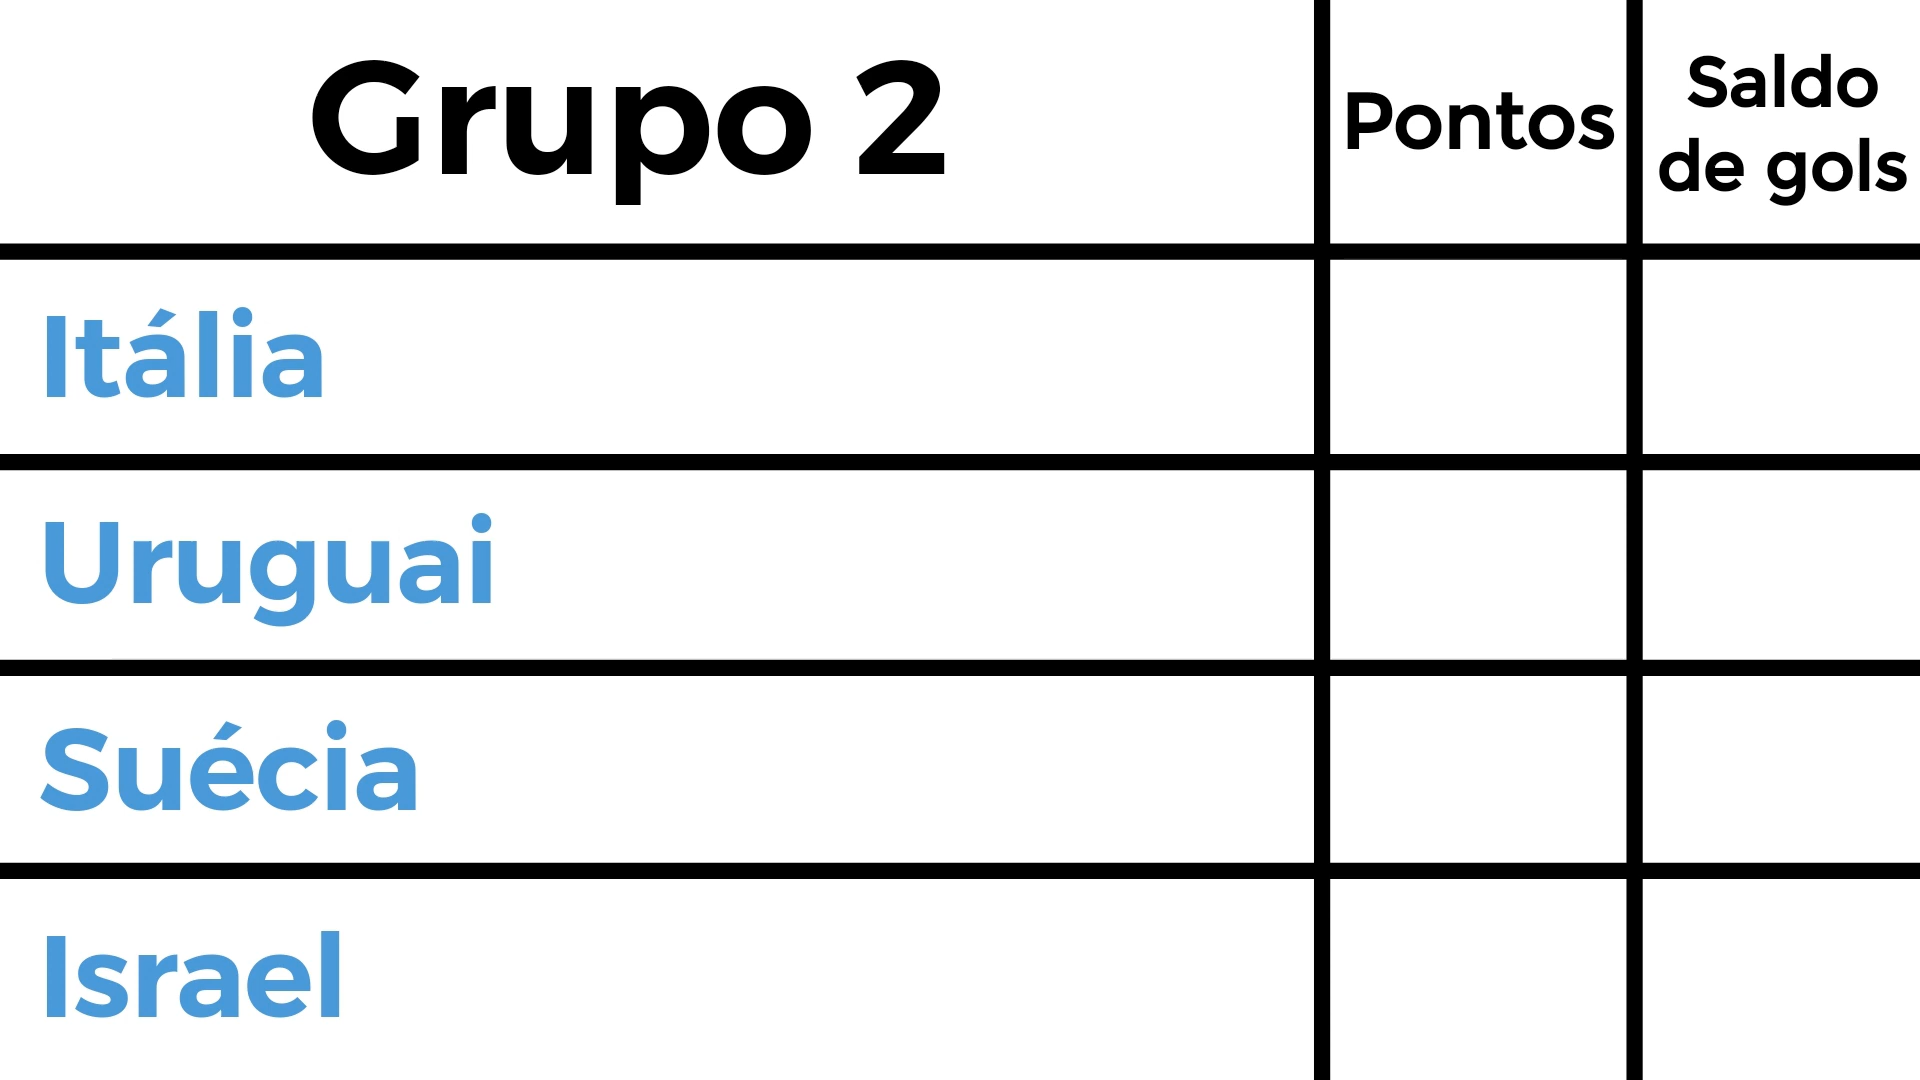 Grupo 2
Pontos
Saldo
de gols
Itália
Uruguai
Suécia
Israel